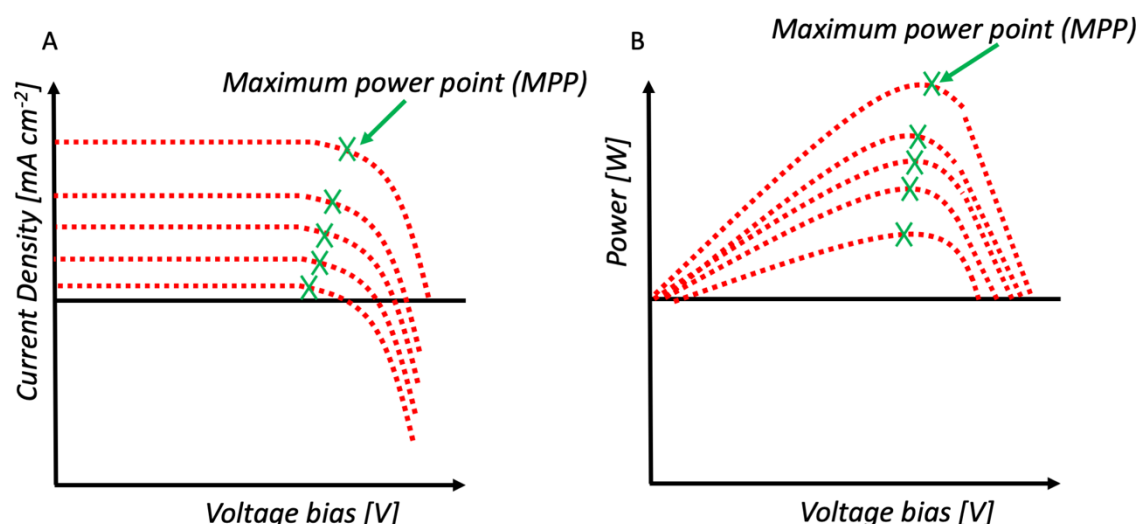 A
Maximum power point (MPP)
Current Density [mA cm⁻²]
Voltage bias [V]
B
Maximum power point (MPP)
Power [W]
Voltage bias [V]